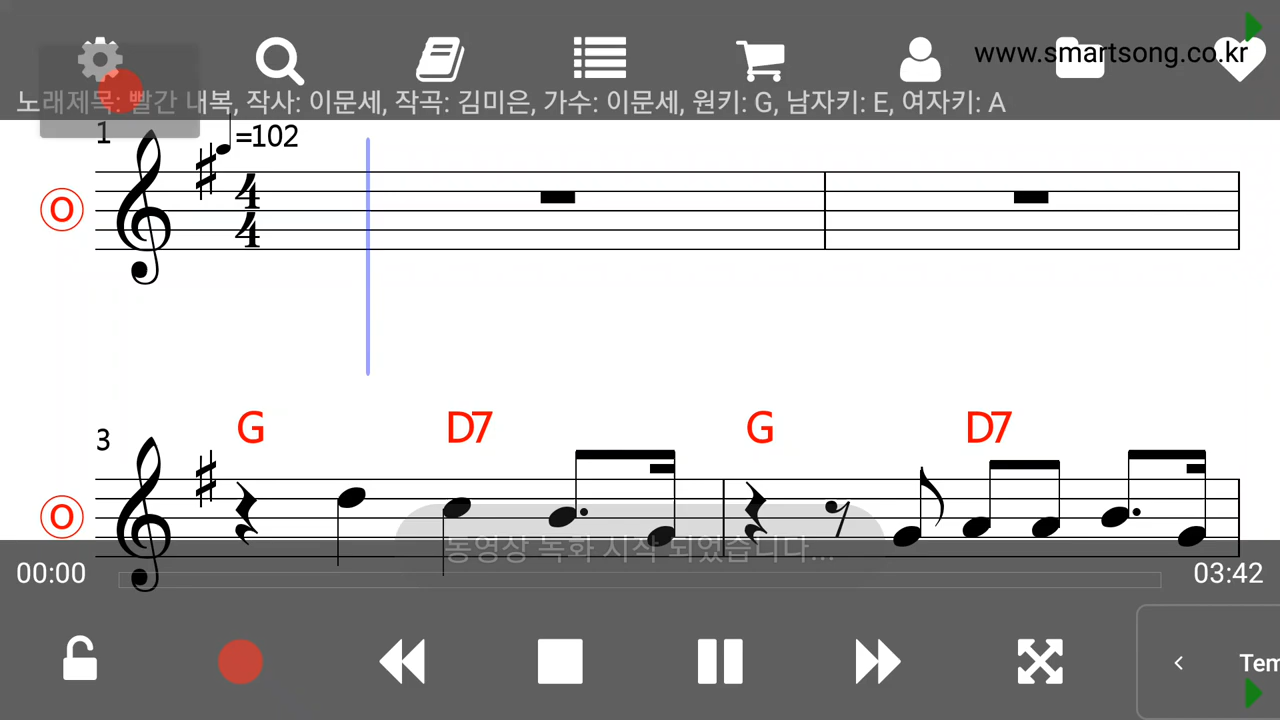 www.smartsong.co.kr
노래제목: 빨간 내복, 작사: 이문세, 작곡: 김미은, 가수: 이문세, 원키: G, 남자키: E, 여자키: A
1
=102
4
4
O
G D7 G D7
3
O
동영상 녹화 시작 되었습니다...
00:00 03:42
Tem